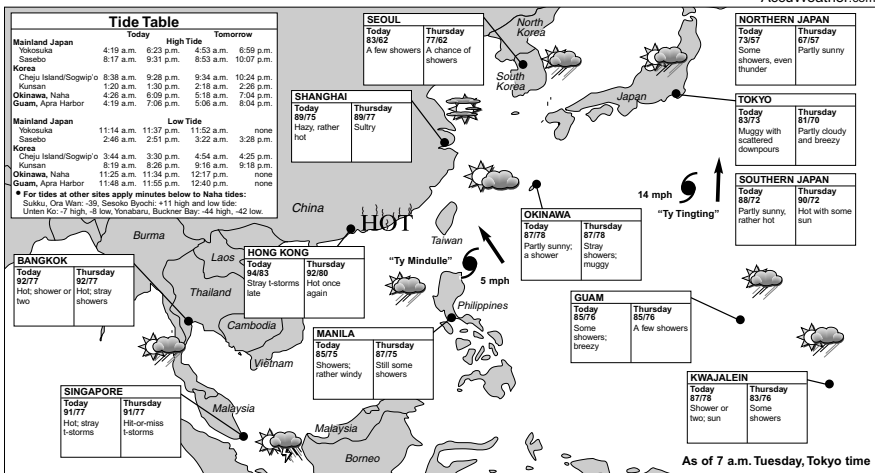 AccuWeather.com
Tide Table
Today Tomorrow
High Tide
Mainland Japan
Yokosuka 4:19 a.m. 6:23 p.m. 4:53 a.m. 6:59 p.m.
Sasebo 8:17 a.m. 9:31 p.m. 8:53 a.m. 10:07 p.m.
Korea
Cheju Island/Sogwip'o 8:38 a.m. 9:28 p.m. 9:34 a.m. 10:24 p.m.
Kunsan 1:20 a.m. 1:30 p.m. 2:18 a.m. 2:26 p.m.
Okinawa, Naha 4:26 a.m. 6:09 p.m. 5:18 a.m. 7:04 p.m.
Guam, Apra Harbor 4:19 a.m. 7:06 p.m. 5:06 a.m. 8:04 p.m.
Mainland Japan Low Tide
Yokosuka 11:14 a.m. 11:37 p.m. 11:52 a.m. none
Sasebo 2:46 a.m. 2:51 p.m. 3:22 a.m. 3:28 p.m.
Korea
Cheju Island/Sogwip'o 3:44 a.m. 3:30 p.m. 4:54 a.m. 4:25 p.m.
Kunsan 8:19 a.m. 8:26 p.m. 9:16 a.m. 9:18 p.m.
Okinawa, Naha 11:25 a.m. 11:34 p.m. 12:17 p.m. none
Guam, Apra Harbor 11:48 a.m. 11:55 p.m. 12:40 p.m. none
• For tides at other sites apply minutes below to Naha tides:
Sukku, Ora Wan: -39, Sesoko Byochi: +11 high and low tide:
Unten Ko: -7 high, -8 low, Yonabaru, Buckner Bay: -44 high, -42 low.
SEOUL
Today Thursday
83/62 77/62
A few showers A chance of
showers
North
Korea
South
Korea
Japan
NORTHERN JAPAN
Today Thursday
73/57 67/57
Some Partly sunny
showers, even
thunder
SHANGHAI
Today Thursday
89/75 89/77
Hazy, rather Sultry
hot
TOKYO
Today Thursday
83/73 81/70
Muggy with Partly cloudy
scattered and breezy
downpours
SOUTHERN JAPAN
Today Thursday
88/72 90/72
Partly sunny, Hot with some
rather hot sun
14 mph
"Ty Tingting"
China
HOT
Taiwan
OKINAWA
Today Thursday
87/78 87/78
Partly sunny; Stray
a shower showers;
muggy
Burma
Laos
Thailand
Cambodia
Vietnam
BANGKOK
Today Thursday
92/77 92/77
Hot; shower or Hot; stray
two showers
HONG KONG
Today Thursday
94/83 92/80
Stray t-storms Hot once
late again
"Ty Mindulle"
5 mph
Philippines
GUAM
Today Thursday
85/76 85/76
Some A few showers
showers;
breezy
MANILA
Today Thursday
85/75 87/75
Showers; Still some
rather windy showers
KWAJALEIN
Today Thursday
87/78 83/76
Shower or Some
two; sun showers
SINGAPORE
Today Thursday
91/77 91/77
Hot; stray Hit-or-miss
t-storms t-storms
Malaysia
Malaysia
Borneo
As of 7 a.m. Tuesday, Tokyo time